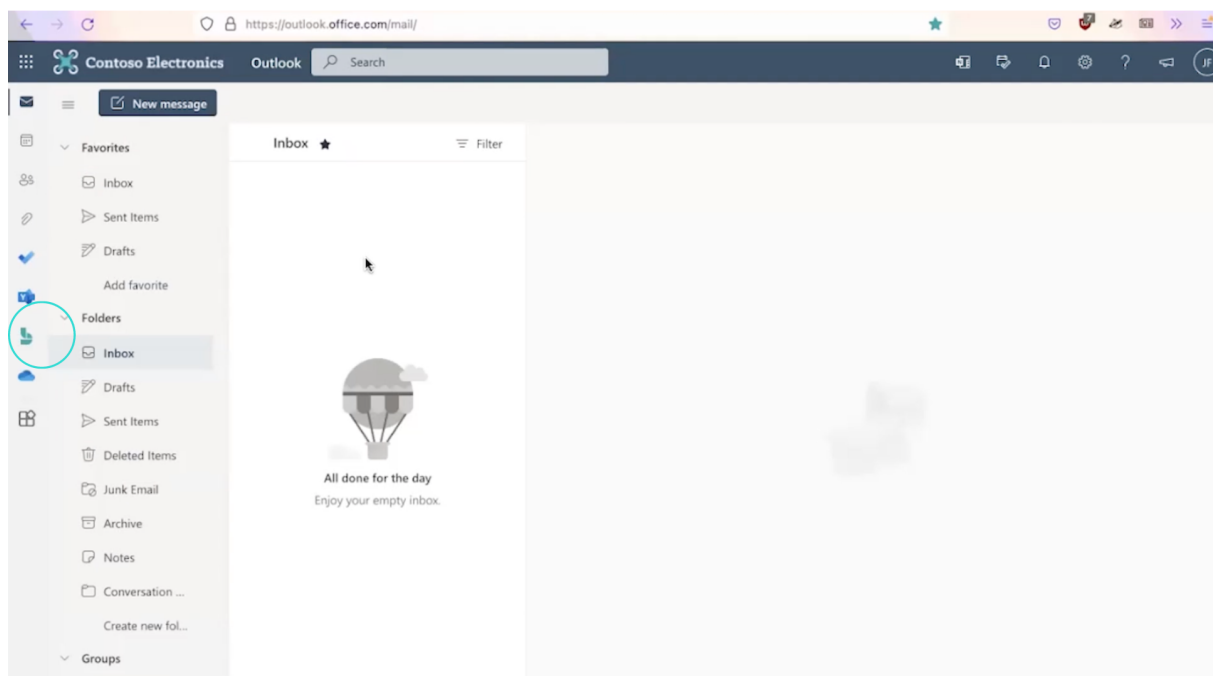 https://outlook.office.com/mail/
Contoso Electronics Outlook Search JF
New message
Favorites
Inbox
Sent Items
Drafts
Add favorite
Folders
Inbox
Drafts
Sent Items
Deleted Items
Junk Email
Archive
Notes
Conversation ...
Create new fol...
Groups
Inbox Filter
All done for the day
Enjoy your empty inbox.